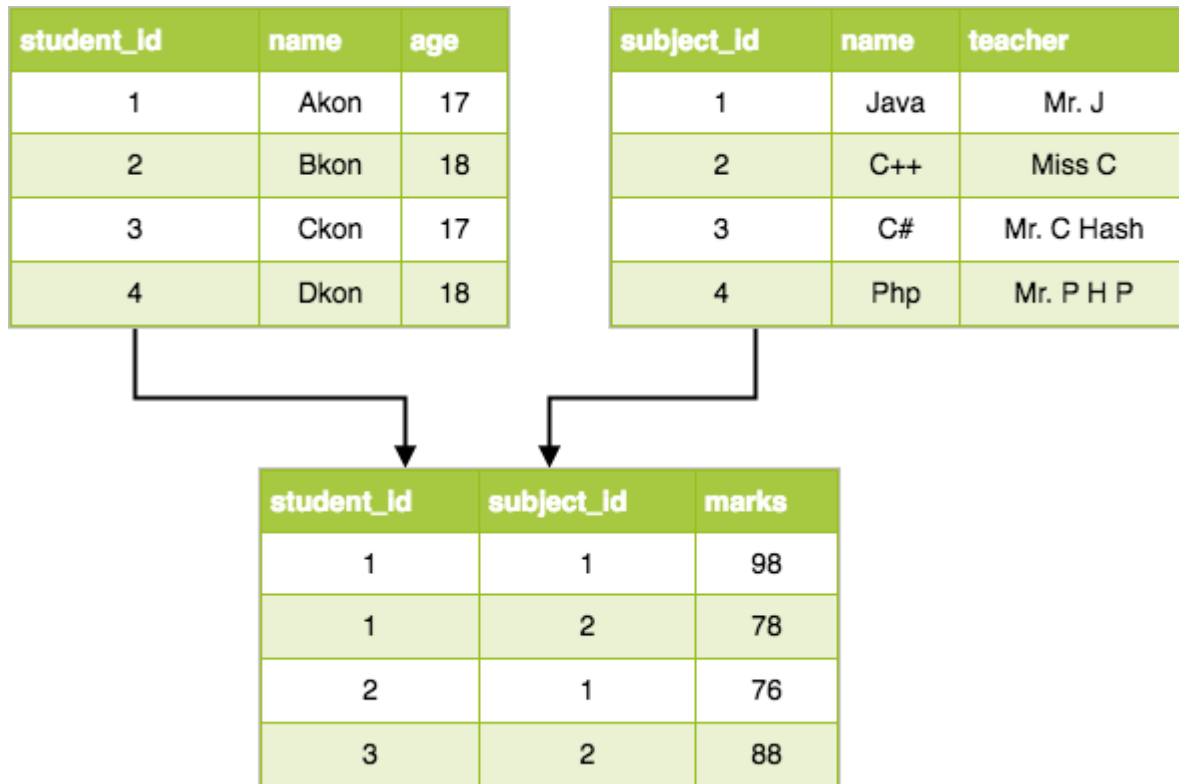 student_id name age
1 Akon 17
2 Bkon 18
3 Ckon 17
4 Dkon 18
subject_id name teacher
1 Java Mr. J
2 C++ Miss C
3 C# Mr. C Hash
4 Php Mr. P H P
student_id subject_id marks
1 1 98
1 2 78
2 1 76
3 2 88